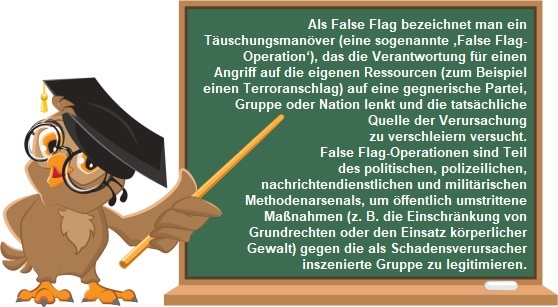 Als False Flag bezeichnet man ein
Täuschungsmanöver (eine sogenannte ‚False Flag-
Operation‘), das die Verantwortung für einen
Angriff auf die eigenen Ressourcen (zum Beispiel
einen Terroranschlag) auf eine gegnerische Partei,
Gruppe oder Nation lenkt und die tatsächliche
Quelle der Verursachung
zu verschleiern versucht.
False Flag-Operationen sind Teil
des politischen, polizeilichen,
nachrichtendienstlichen und militärischen
Methodenarsenals, um öffentlich umstrittene
Maßnahmen (z. B. die Einschränkung von
Grundrechten oder den Einsatz körperlicher
Gewalt) gegen die als Schadensverursacher
inszenierte Gruppe zu legitimieren.